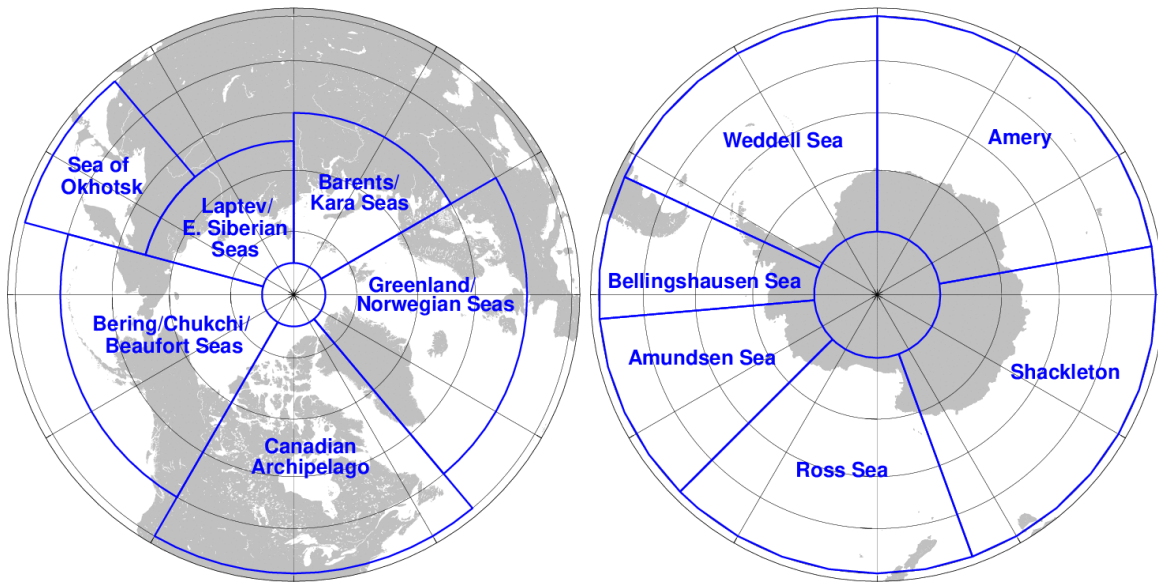 Sea of
Okhotsk
Laptev/
E. Siberian
Seas
Barents/
Kara Seas
Greenland/
Norwegian Seas
Bering/Chukchi/
Beaufort Seas
Canadian
Archipelago
Weddell Sea
Amery
Bellingshausen Sea
Amundsen Sea
Shackleton
Ross Sea